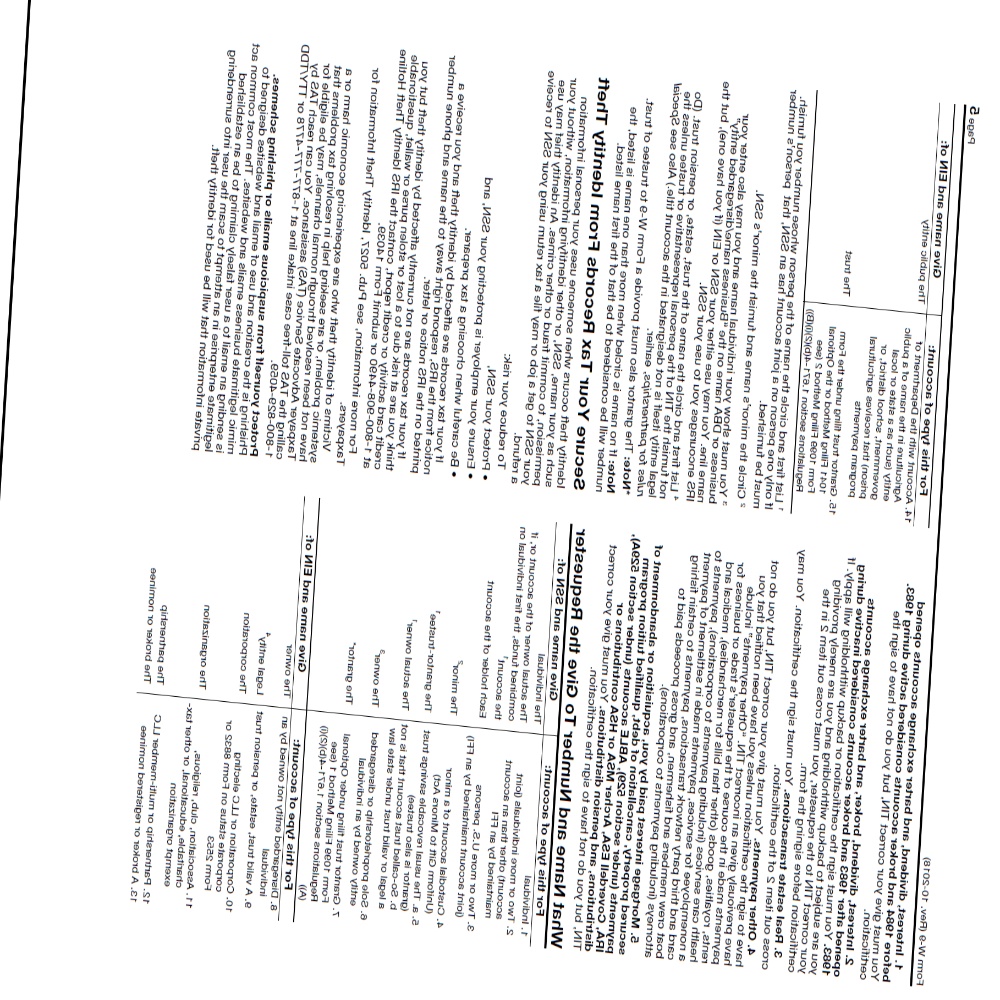 Form W-9 (Rev. 10-2018)
Page 5
1. Interest, dividend, and barter exchange accounts opened
before 1984 and broker accounts considered active during 1983.
You must give your correct TIN, but you do not have to sign the
certification.
2. Interest, dividend, broker, and barter exchange accounts
opened after 1983 and broker accounts considered inactive during
1983. You must sign the certification or backup withholding will apply. If
you are subject to backup withholding and you are merely providing
your correct TIN to the requester, you must cross out item 2 in the
certification before signing the form.
3. Real estate transactions. You must sign the certification. You may
cross out item 2 of the certification.
4. Other payments. You must give your correct TIN, but you do not
have to sign the certification unless you have been notified that you
have previously given an incorrect TIN. "Other payments" include
payments made in the course of the requester's trade or business for
rents, royalties, goods (other than bills for merchandise), medical and
health care services (including payments to corporations), payments to
a nonemployee for services, payments made in settlement of payment
card and third party network transactions, payments to certain fishing
boat crew members and fishermen, and gross proceeds paid to
attorneys (including payments to corporations).
5. Mortgage interest paid by you, acquisition or abandonment of
secured property, cancellation of debt, qualified tuition program
payments (under section 529), ABLE accounts (under section 529A),
IRA, Coverdell ESA, Archer MSA or HSA contributions or
distributions, and pension distributions. You must give your correct
TIN, but you do not have to sign the certification.
What Name and Number To Give the Requester
For this type of account:
Give name and SSN of:
1. Individual
The individual
2. Two or more individuals (joint
account) other than an account
maintained by an FFI
The actual owner of the account or, if
combined funds, the first individual on
the account¹
3. Two or more U.S. persons
(joint account maintained by an FFI)
Each holder of the account
4. Custodial account of a minor
(Uniform Gift to Minors Act)
The minor²
5. a. The usual revocable savings trust
(grantor is also trustee)
The grantor-trustee¹
b. So-called trust account that is not
a legal or valid trust under state law
The actual owner¹
6. Sole proprietorship or disregarded
entity owned by an individual
The owner³
7. Grantor trust filing under Optional
Form 1099 Filing Method 1 (see
Regulations section 1.671-4(b)(2)(i)
(A))
The grantor*
For this type of account:
Give name and EIN of:
8. Disregarded entity not owned by an
individual
The owner
9. A valid trust, estate, or pension trust
Legal entity⁴
10. Corporation or LLC electing
corporate status on Form 8832 or
Form 2553
The corporation
11. Association, club, religious,
charitable, educational, or other tax-
exempt organization
The organization
12. Partnership or multi-member LLC
The partnership
13. A broker or registered nominee
The broker or nominee
For this type of account:
Give name and EIN of:
14. Account with the Department of
Agriculture in the name of a public
entity (such as a state or local
government, school district, or
prison) that receives agricultural
program payments
The public entity
15. Grantor trust filing under the Form
1041 Filing Method or the Optional
Form 1099 Filing Method 2 (see
Regulations section 1.671-4(b)(2)(i)(B))
The trust
¹ List first and circle the name of the person whose number you furnish.
If only one person on a joint account has an SSN, that person's number
must be furnished.
² Circle the minor's name and furnish the minor's SSN.
³ You must show your individual name and you may also enter your
business or DBA name on the "Business name/disregarded entity"
name line. You may use either your SSN or EIN (if you have one), but the
IRS encourages you to use your SSN.
⁴ List first and circle the name of the trust, estate, or pension trust. (Do
not furnish the TIN of the personal representative or trustee unless the
legal entity itself is not designated in the account title.) Also see Special
rules for partnerships, earlier.
*Note: The grantor also must provide a Form W-9 to trustee of trust.
Note: If no name is circled when more than one name is listed, the
number will be considered to be that of the first name listed.
Secure Your Tax Records From Identity Theft
Identity theft occurs when someone uses your personal information
such as your name, SSN, or other identifying information, without your
permission, to commit fraud or other crimes. An identity thief may use
your SSN to get a job or may file a tax return using your SSN to receive
a refund.
To reduce your risk:
• Protect your SSN,
• Ensure your employer is protecting your SSN, and
• Be careful when choosing a tax preparer.
If your tax records are affected by identity theft and you receive a
notice from the IRS, respond right away to the name and phone number
printed on the IRS notice or letter.
If your tax records are not currently affected by identity theft but you
think you are at risk due to a lost or stolen purse or wallet, questionable
credit card activity or credit report, contact the IRS Identity Theft Hotline
at 1-800-908-4490 or submit Form 14039.
For more information, see Pub. 5027, Identity Theft Information for
Taxpayers.
Victims of identity theft who are experiencing economic harm or a
systemic problem, or are seeking help in resolving tax problems that
have not been resolved through normal channels, may be eligible for
Taxpayer Advocate Service (TAS) assistance. You can reach TAS by
calling the TAS toll-free case intake line at 1-877-777-4778 or TTY/TDD
1-800-829-4059.
Protect yourself from suspicious emails or phishing schemes.
Phishing is the creation and use of email and websites designed to
mimic legitimate business emails and websites. The most common act
is sending an email to a user falsely claiming to be an established
legitimate enterprise in an attempt to scam the user into surrendering
private information that will be used for identity theft.